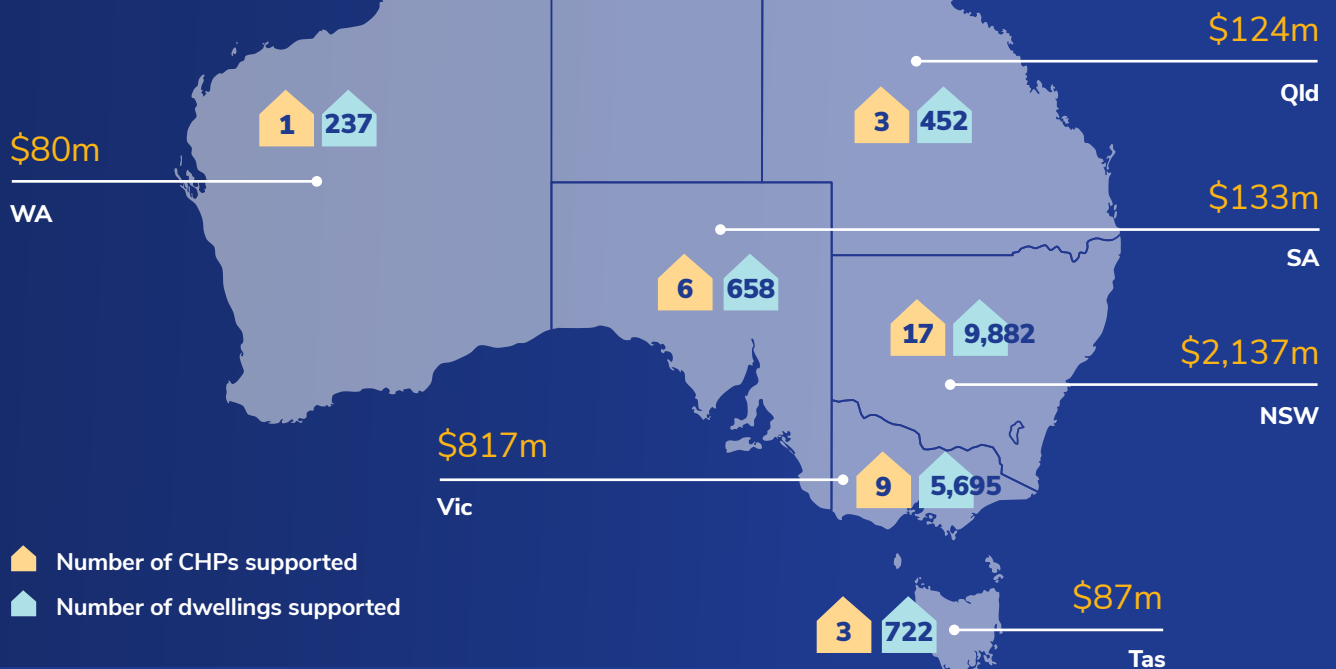 $124m
Qld
3 452
1 237
$80m
WA
$133m
SA
6 658
17 9,882
$2,137m
NSW
$817m
Vic
9 5,695
Number of CHPs supported
Number of dwellings supported
$87m
Tas
3 722